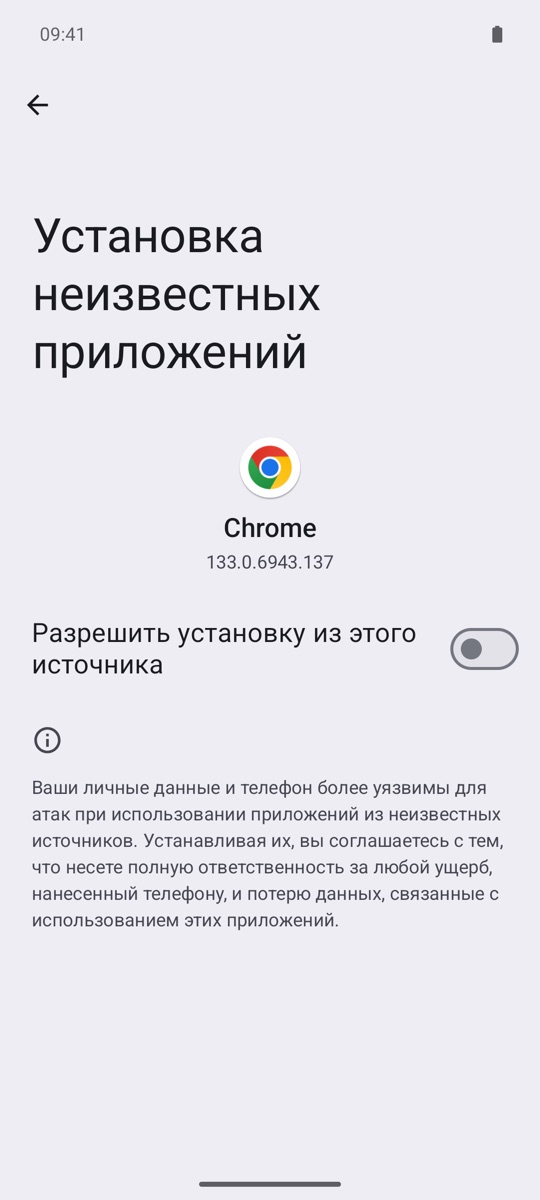 09:41
Установка
неизвестных
приложений
Chrome
133.0.6943.137
Разрешить установку из этого
источника
Ваши личные данные и телефон более уязвимы для
атак при использовании приложений из неизвестных
источников. Устанавливая их, вы соглашаетесь с тем,
что несете полную ответственность за любой ущерб,
нанесенный телефону, и потерю данных, связанные с
использованием этих приложений.